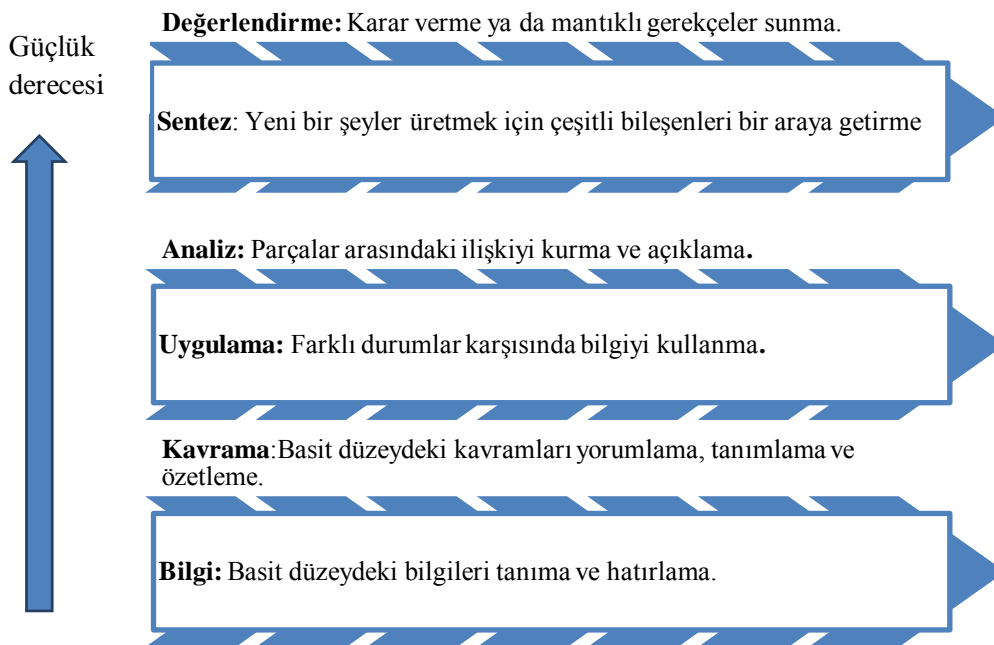 Güçlük
derecesi
Değerlendirme: Karar verme ya da mantıklı gerekçeler sunma.
Sentez: Yeni bir şeyler üretmek için çeşitli bileşenleri bir araya getirme
Analiz: Parçalar arasındaki ilişkiyi kurma ve açıklama.
Uygulama: Farklı durumlar karşısında bilgiyi kullanma.
Kavrama:Basit düzeydeki kavramları yorumlama, tanımlama ve
özetleme.
Bilgi: Basit düzeydeki bilgileri tanıma ve hatırlama.